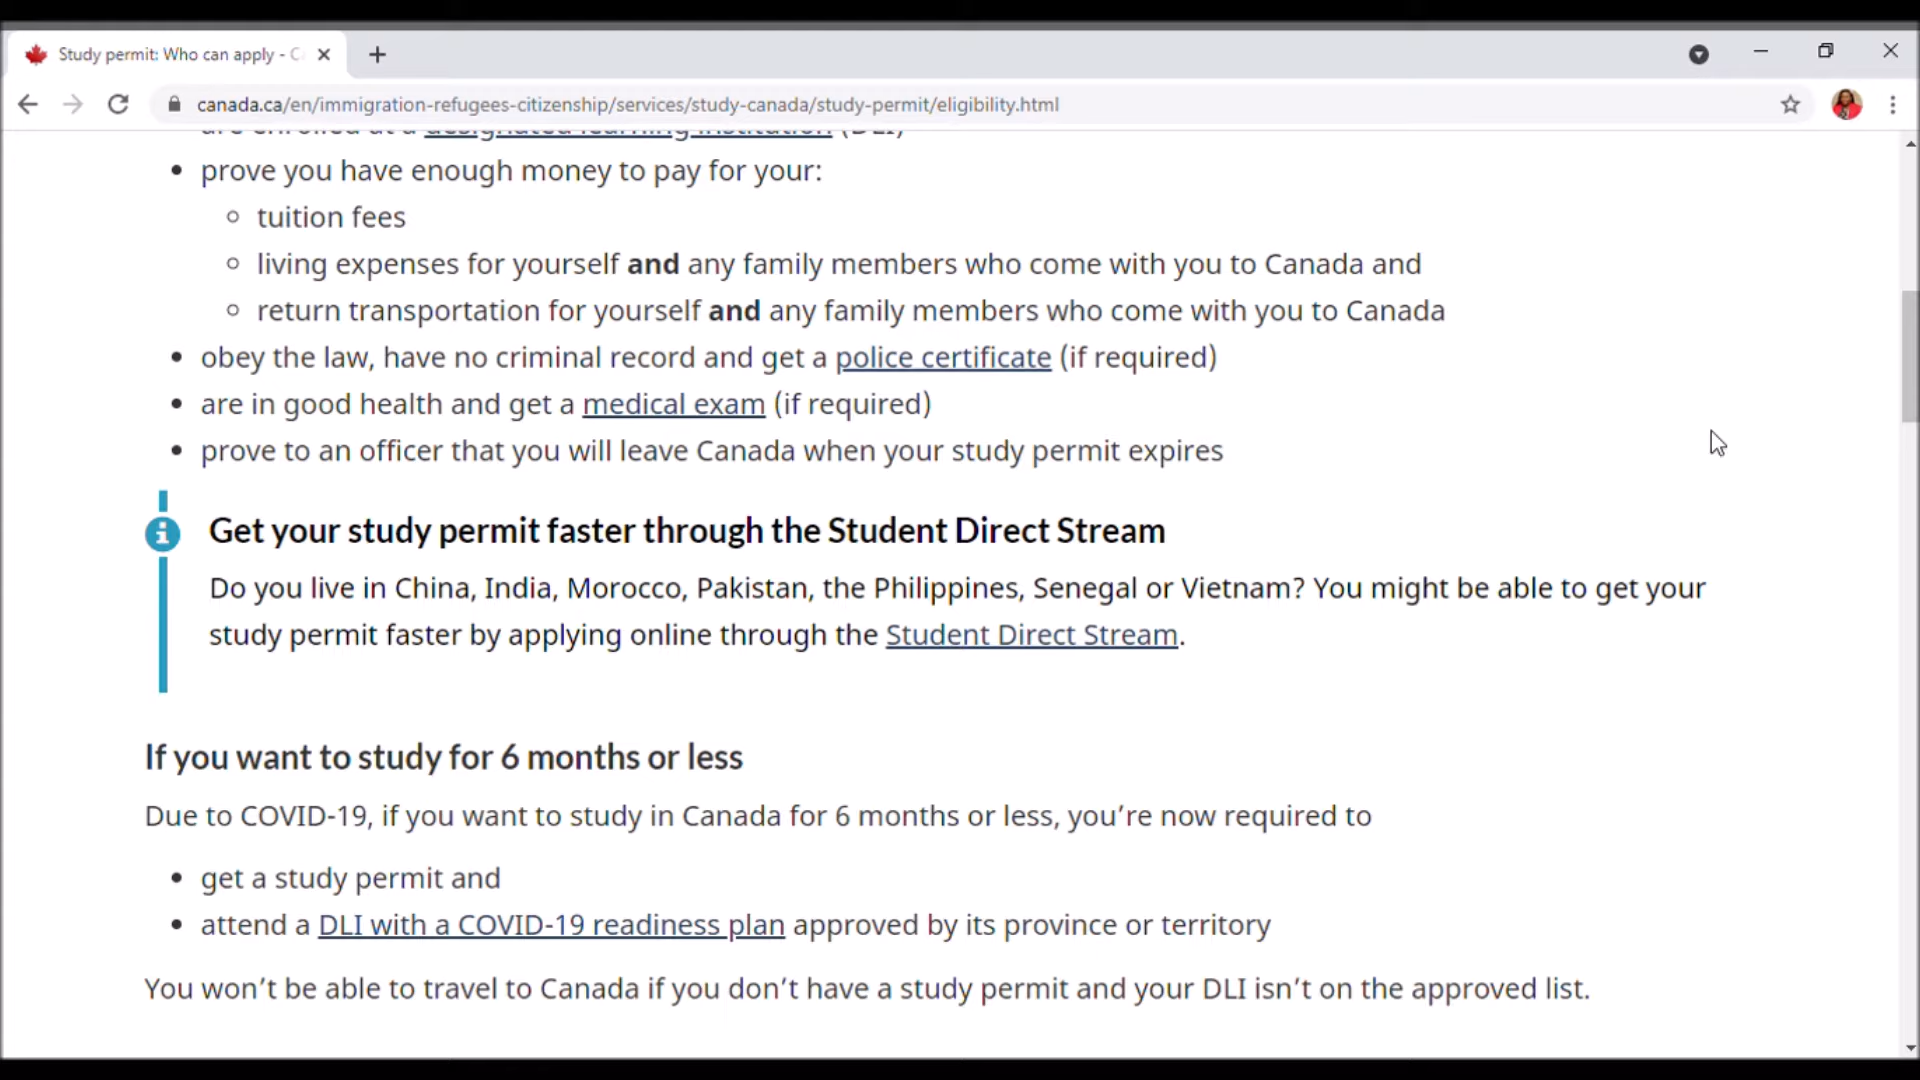 Study permit: Who can apply - C
canada.ca/en/immigration-refugees-citizenship/services/study-canada/study-permit/eligibility.html
are enrolled at a designated learning institution (DLI)
• prove you have enough money to pay for your:
○ tuition fees
○ living expenses for yourself and any family members who come with you to Canada and
○ return transportation for yourself and any family members who come with you to Canada
• obey the law, have no criminal record and get a police certificate (if required)
• are in good health and get a medical exam (if required)
• prove to an officer that you will leave Canada when your study permit expires
Get your study permit faster through the Student Direct Stream
Do you live in China, India, Morocco, Pakistan, the Philippines, Senegal or Vietnam? You might be able to get your
study permit faster by applying online through the Student Direct Stream.
If you want to study for 6 months or less
Due to COVID-19, if you want to study in Canada for 6 months or less, you’re now required to
• get a study permit and
• attend a DLI with a COVID-19 readiness plan approved by its province or territory
You won’t be able to travel to Canada if you don’t have a study permit and your DLI isn’t on the approved list.